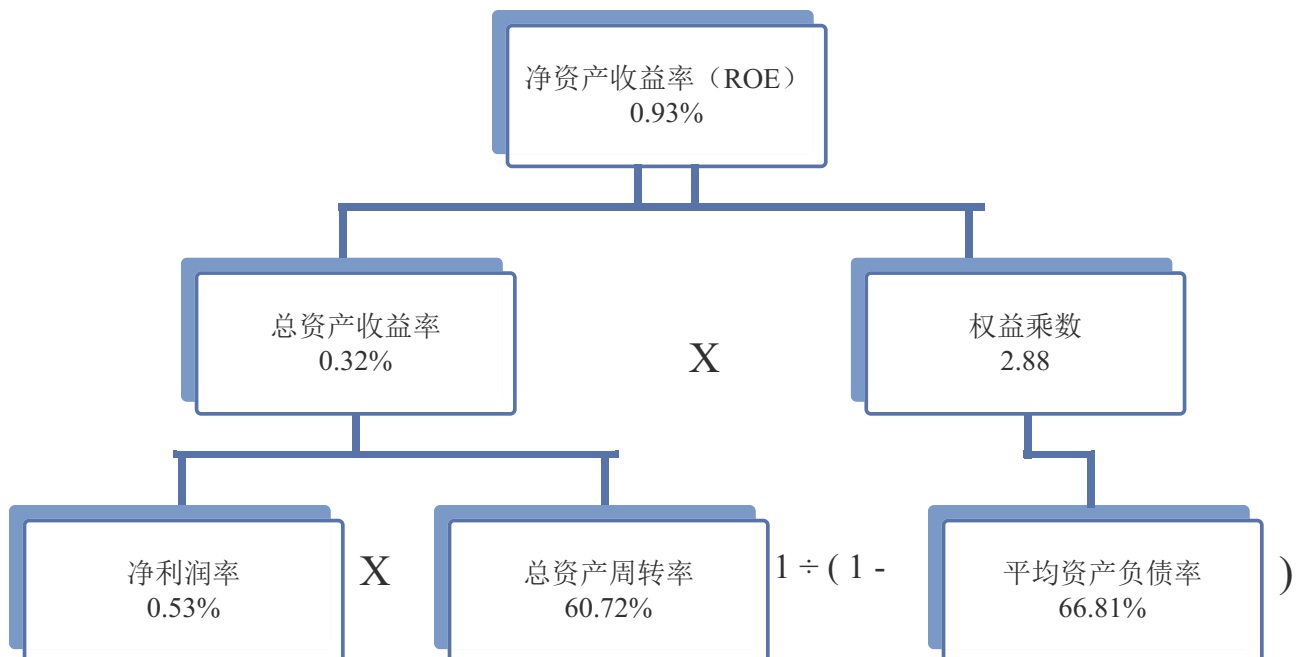 净资产收益率（ROE）
0.93%
总资产收益率
0.32%
X
权益乘数
2.88
净利润率
0.53%
X
总资产周转率
60.72%
1 ÷ ( 1 -
平均资产负债率
66.81%
)